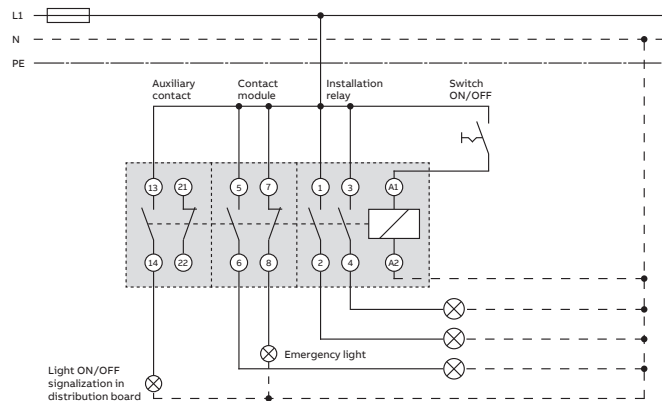 L1
N
PE
Auxiliary
contact
Contact
module
Installation
relay
Switch
ON/OFF
13 21 5 7 1 3 A1
14 22 6 8 2 4 A2
Emergency light
Light ON/OFF
signalization in
distribution board